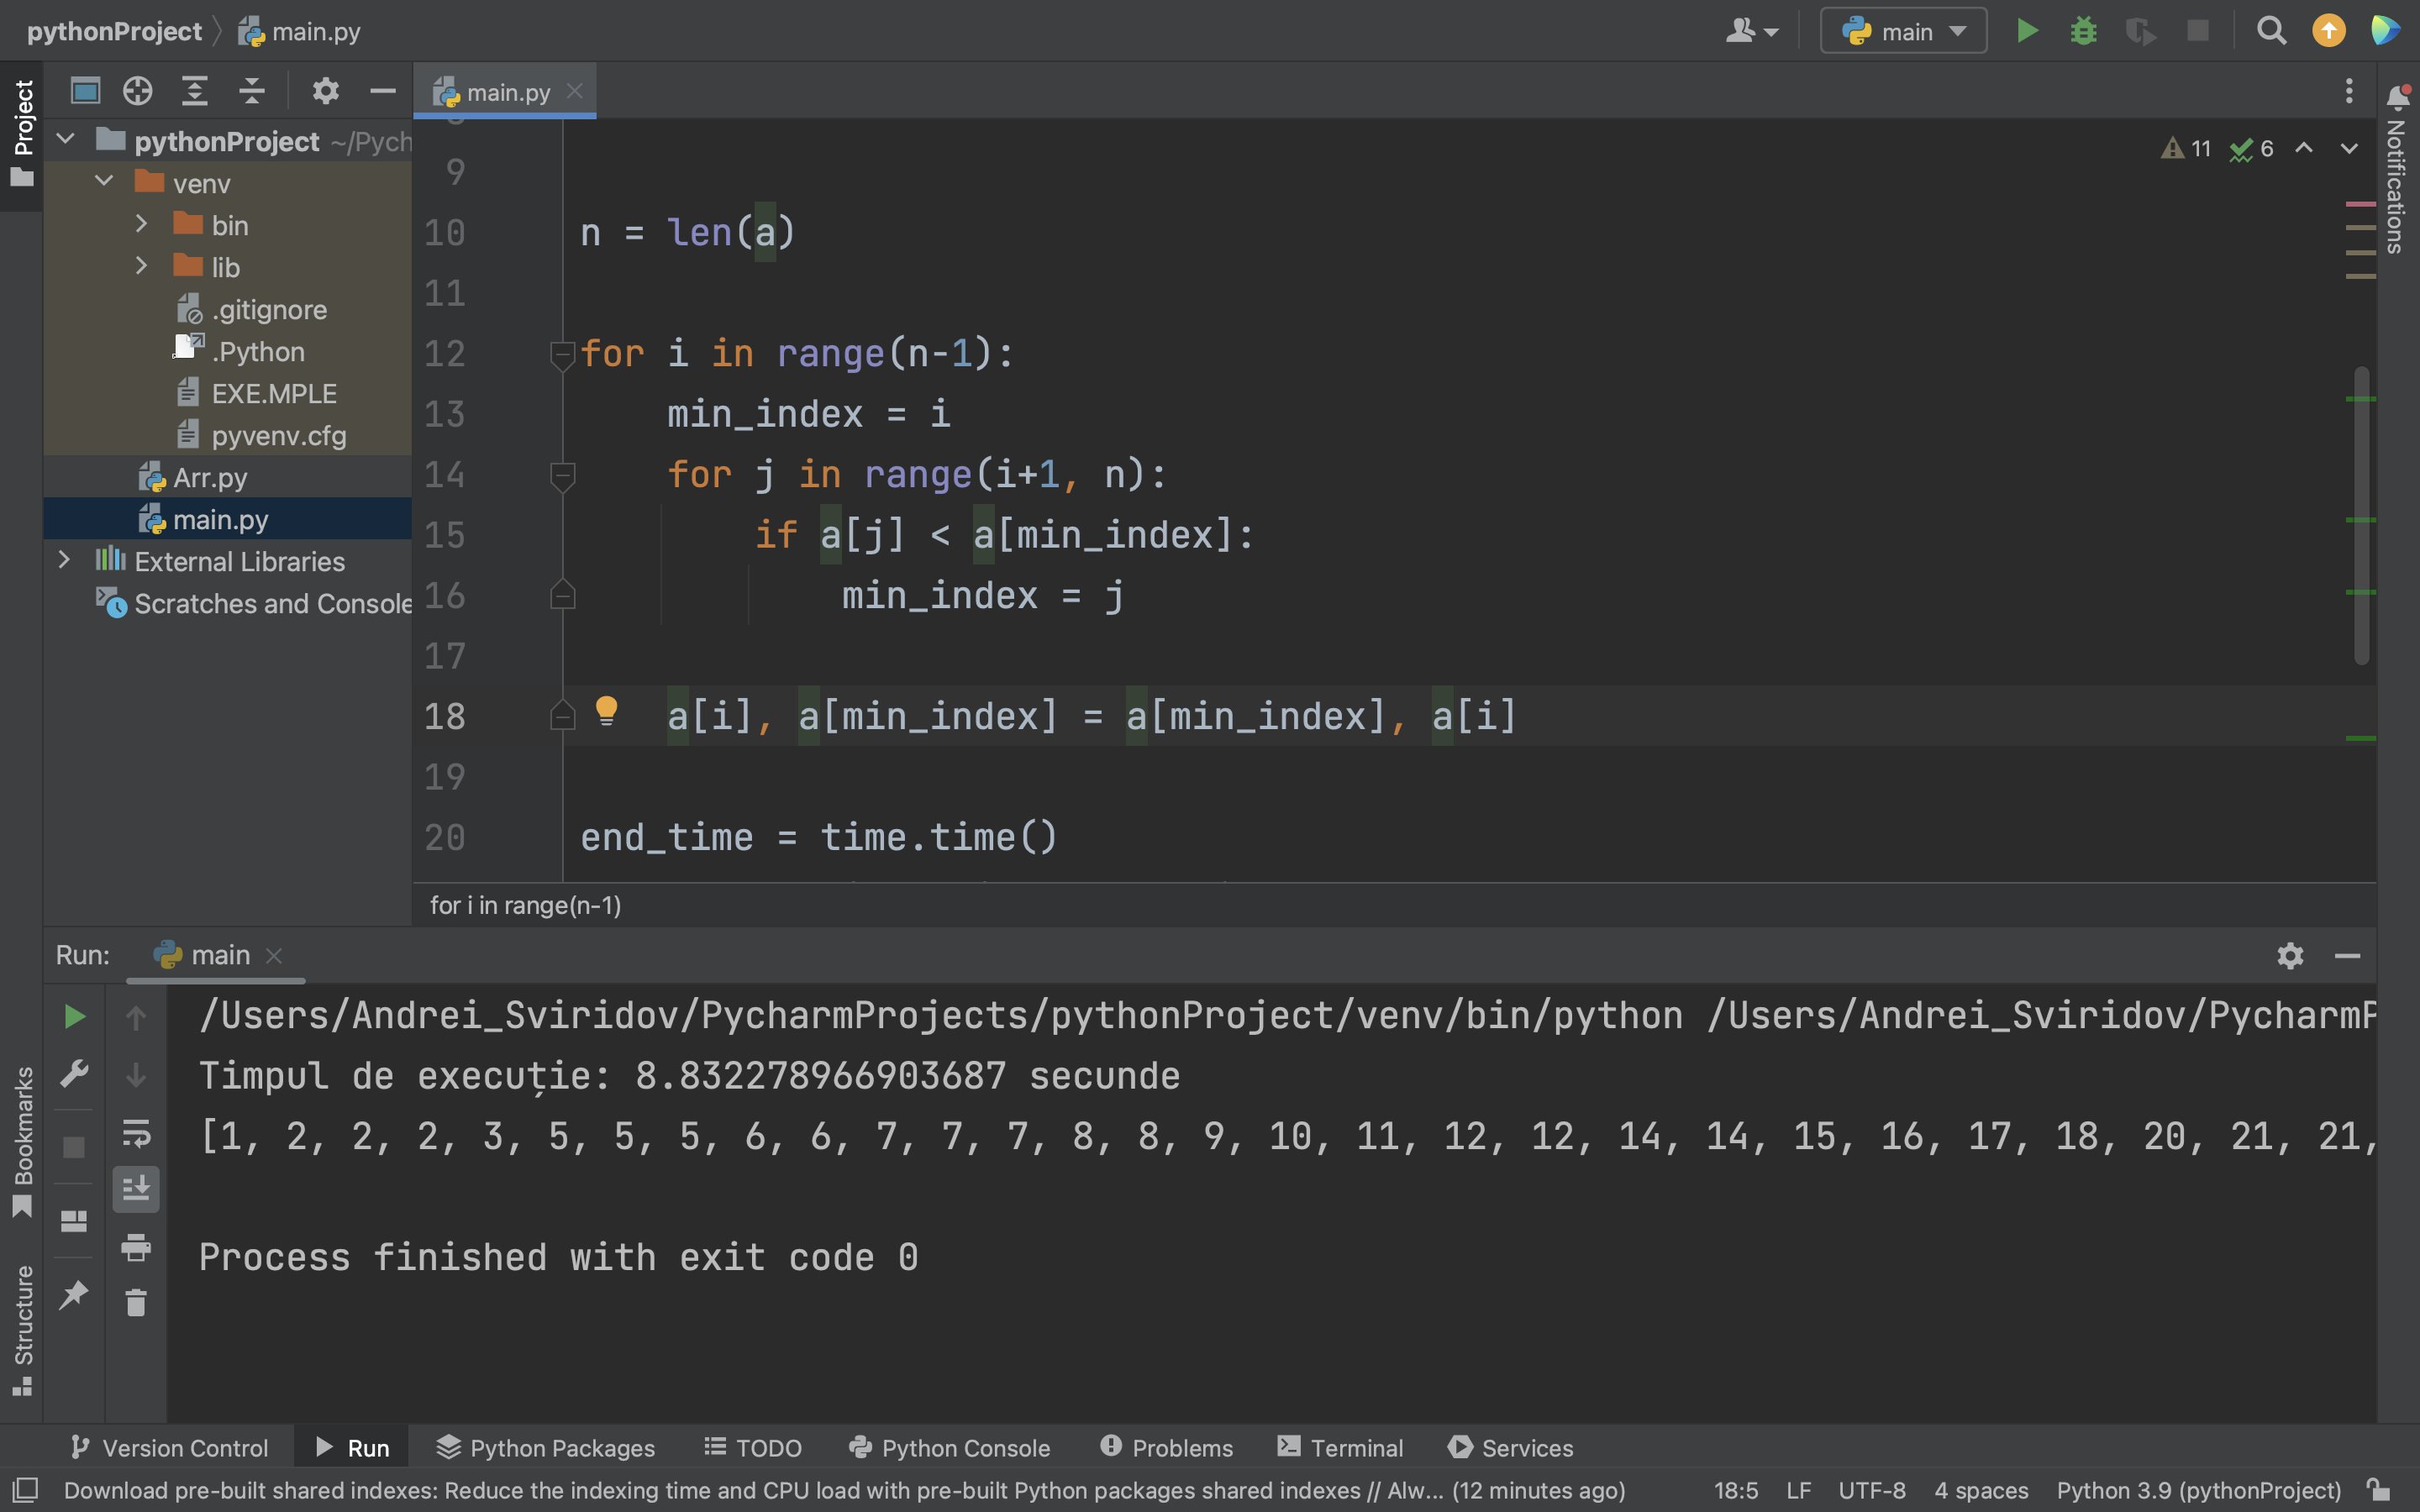 pythonProject main.py
main
Project
main.py
pythonProject ~/Pych
venv
bin
lib
.gitignore
.Python
EXE.MPLE
pyvenv.cfg
Arr.py
main.py
External Libraries
Scratches and Console
11 6
Notifications
9
10 n = len(a)
11
12 for i in range(n-1):
13 min_index = i
14 for j in range(i+1, n):
15 if a[j] < a[min_index]:
16 min_index = j
17
18 a[i], a[min_index] = a[min_index], a[i]
19
20 end_time = time.time()
for i in range(n-1)
Run: main
/Users/Andrei_Sviridov/PycharmProjects/pythonProject/venv/bin/python /Users/Andrei_Sviridov/PycharmP
Timpul de execuție: 8.832278966903687 secunde
[1, 2, 2, 2, 3, 5, 5, 5, 6, 6, 7, 7, 7, 8, 8, 9, 10, 11, 12, 12, 14, 14, 15, 16, 17, 18, 20, 21, 21,
Process finished with exit code 0
Bookmarks
Structure
Version Control Run Python Packages TODO Python Console Problems Terminal Services
Download pre-built shared indexes: Reduce the indexing time and CPU load with pre-built Python packages shared indexes // Alw... (12 minutes ago) 18:5 LF UTF-8 4 spaces Python 3.9 (pythonProject)